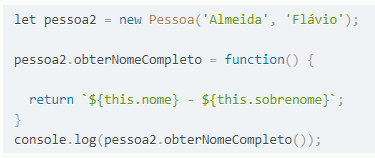 let pessoa2 = new Pessoa('Almeida', 'Flávio');
pessoa2.obterNomeCompleto = function() {
return `${this.nome} - ${this.sobrenome}`;
}
console.log(pessoa2.obterNomeCompleto());